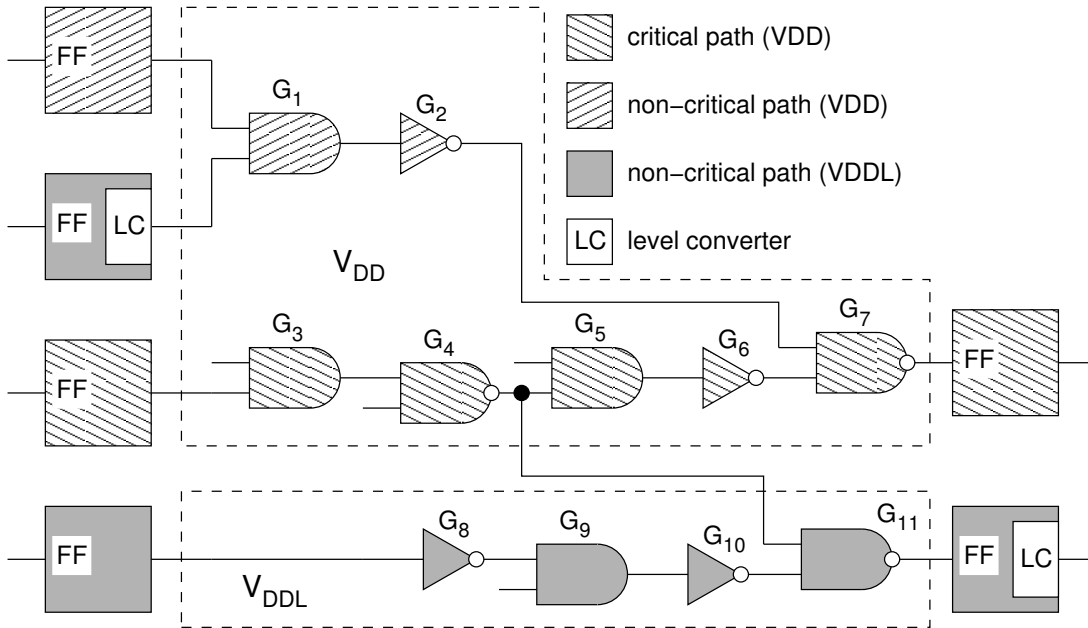 FF
critical path (VDD)
G1
G2
non−critical path (VDD)
FF
LC
non−critical path (VDDL)
LC
level converter
VDD
G3
G4
G5
G6
G7
FF
FF
G8
G9
G10
G11
FF
FF
LC
VDDL